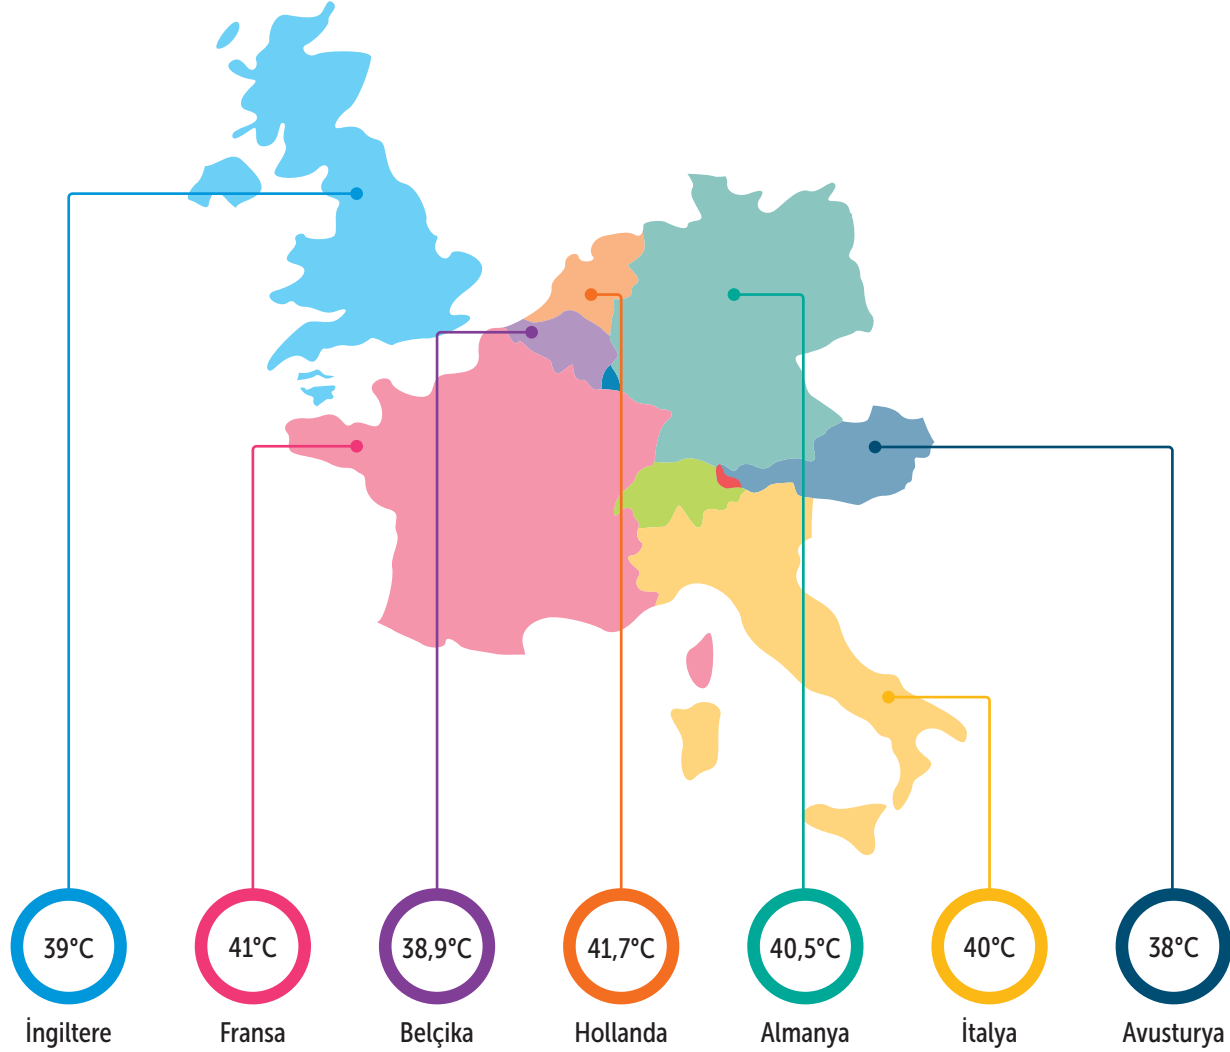 39°C
41°C
38,9°C
41,7°C
40,5°C
40°C
38°C
İngiltere
Fransa
Belçika
Hollanda
Almanya
İtalya
Avusturya